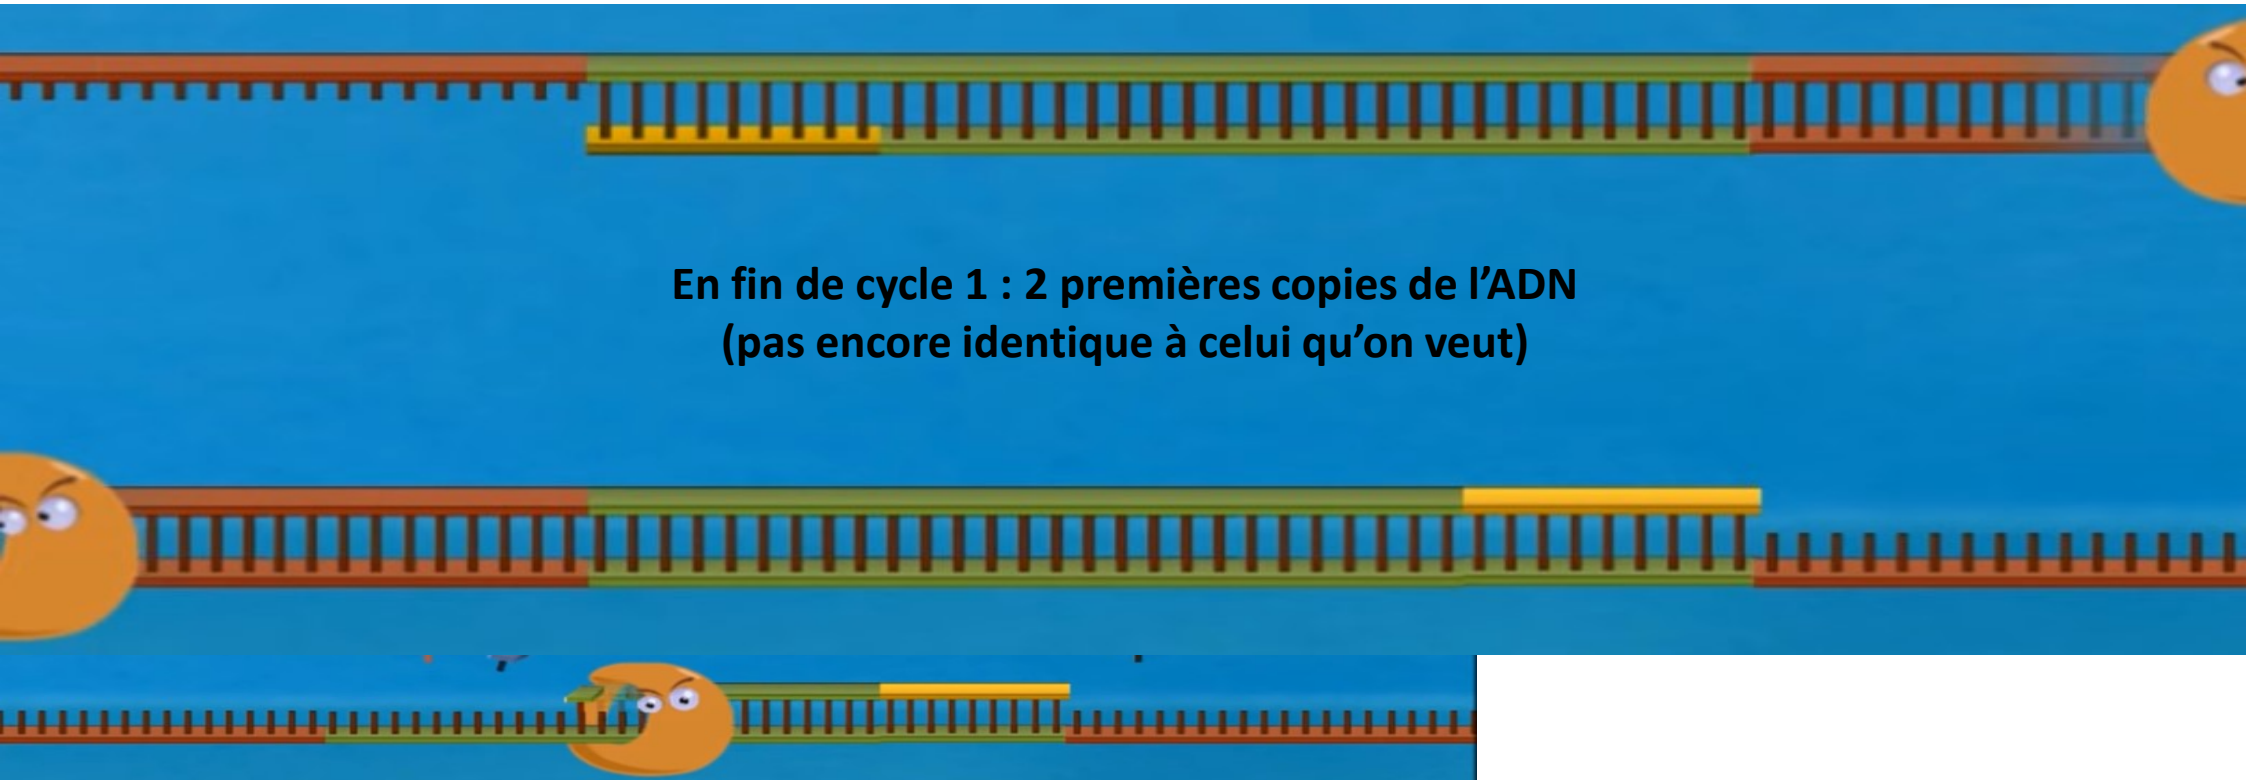 En fin de cycle 1 : 2 premières copies de l’ADN
(pas encore identique à celui qu’on veut)